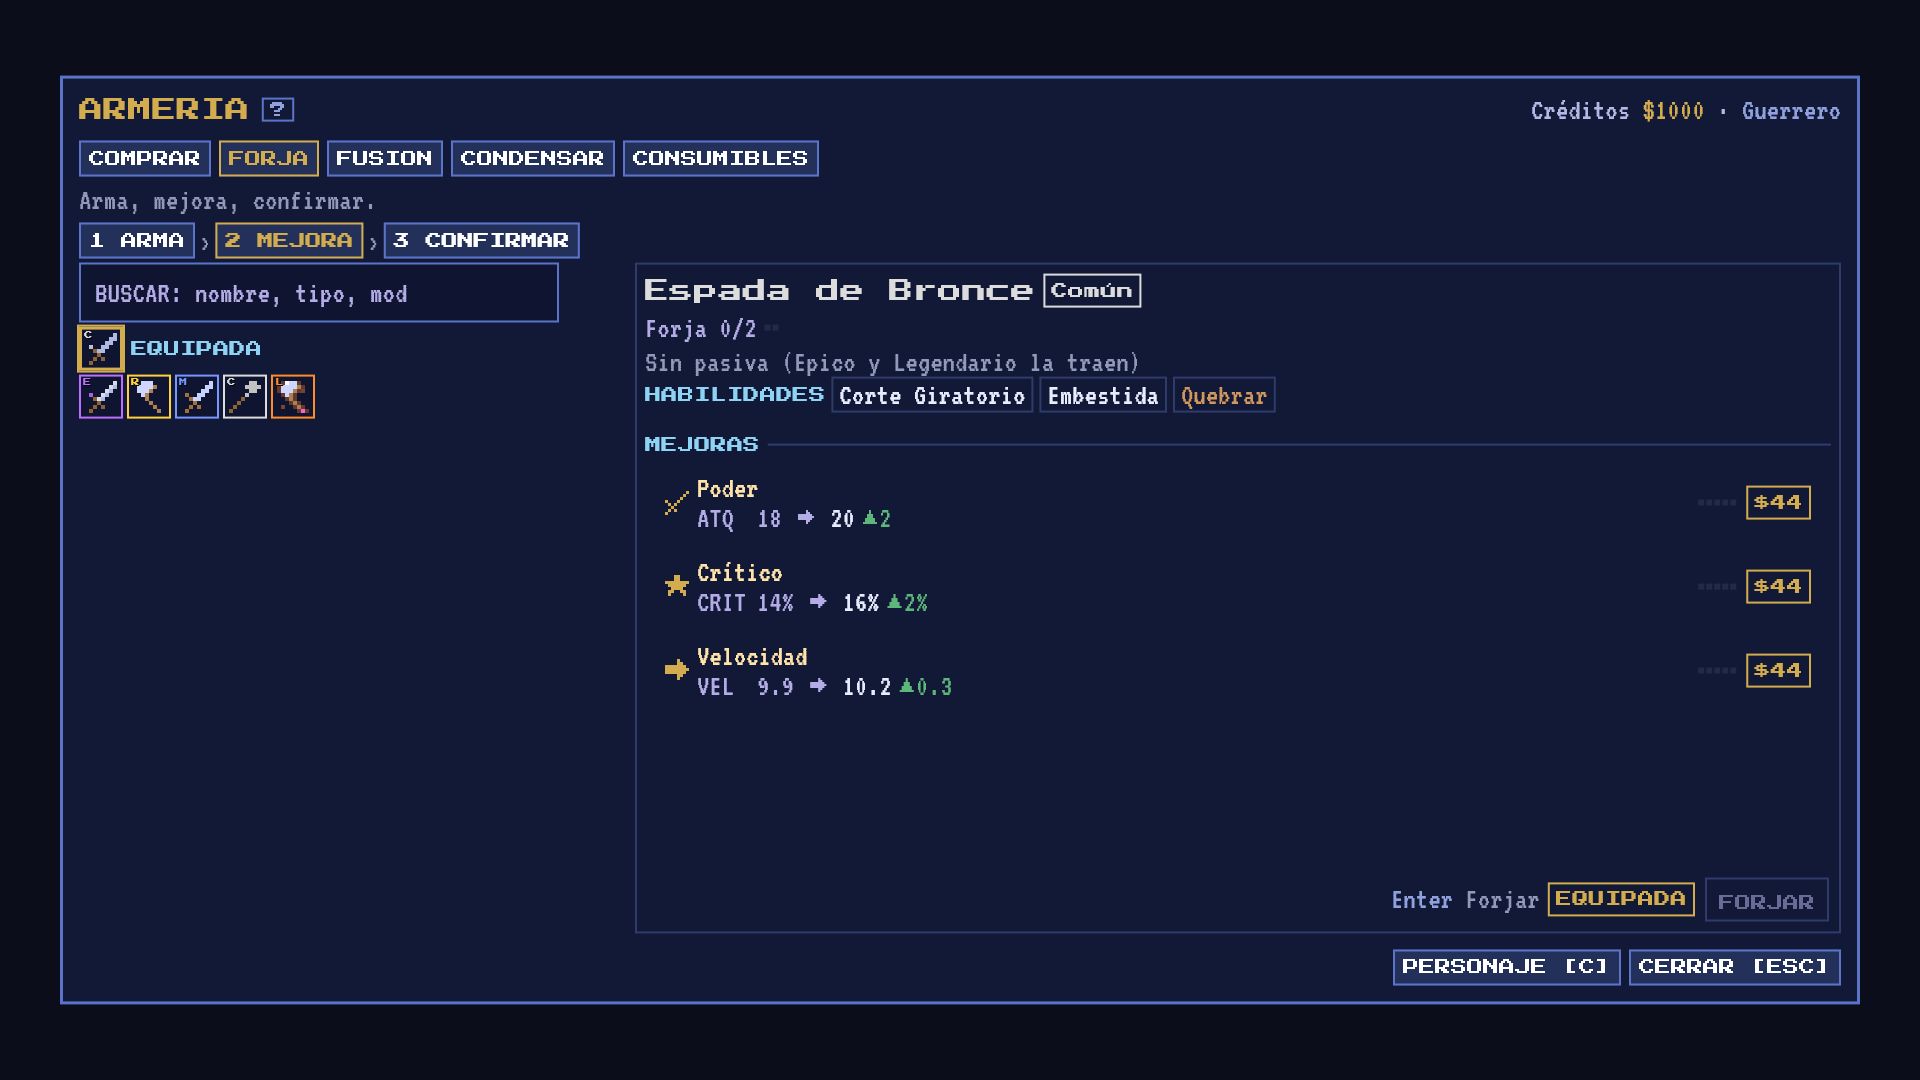 ARMERIA ?
Créditos $1000 · Guerrero
COMPRAR FORJA FUSION CONDENSAR CONSUMIBLES
Arma, mejora, confirmar.
1 ARMA › 2 MEJORA › 3 CONFIRMAR
BUSCAR: nombre, tipo, mod
C EQUIPADA
E R M C L
Espada de Bronce Común
Forja 0/2
Sin pasiva (Epico y Legendario la traen)
HABILIDADES Corte Giratorio Embestida Quebrar
MEJORAS
Poder
ATQ 18 → 20 ▲2
$44
Crítico
CRIT 14% → 16% ▲2%
$44
Velocidad
VEL 9.9 → 10.2 ▲0.3
$44
Enter Forjar EQUIPADA FORJAR
PERSONAJE [C] CERRAR [ESC]